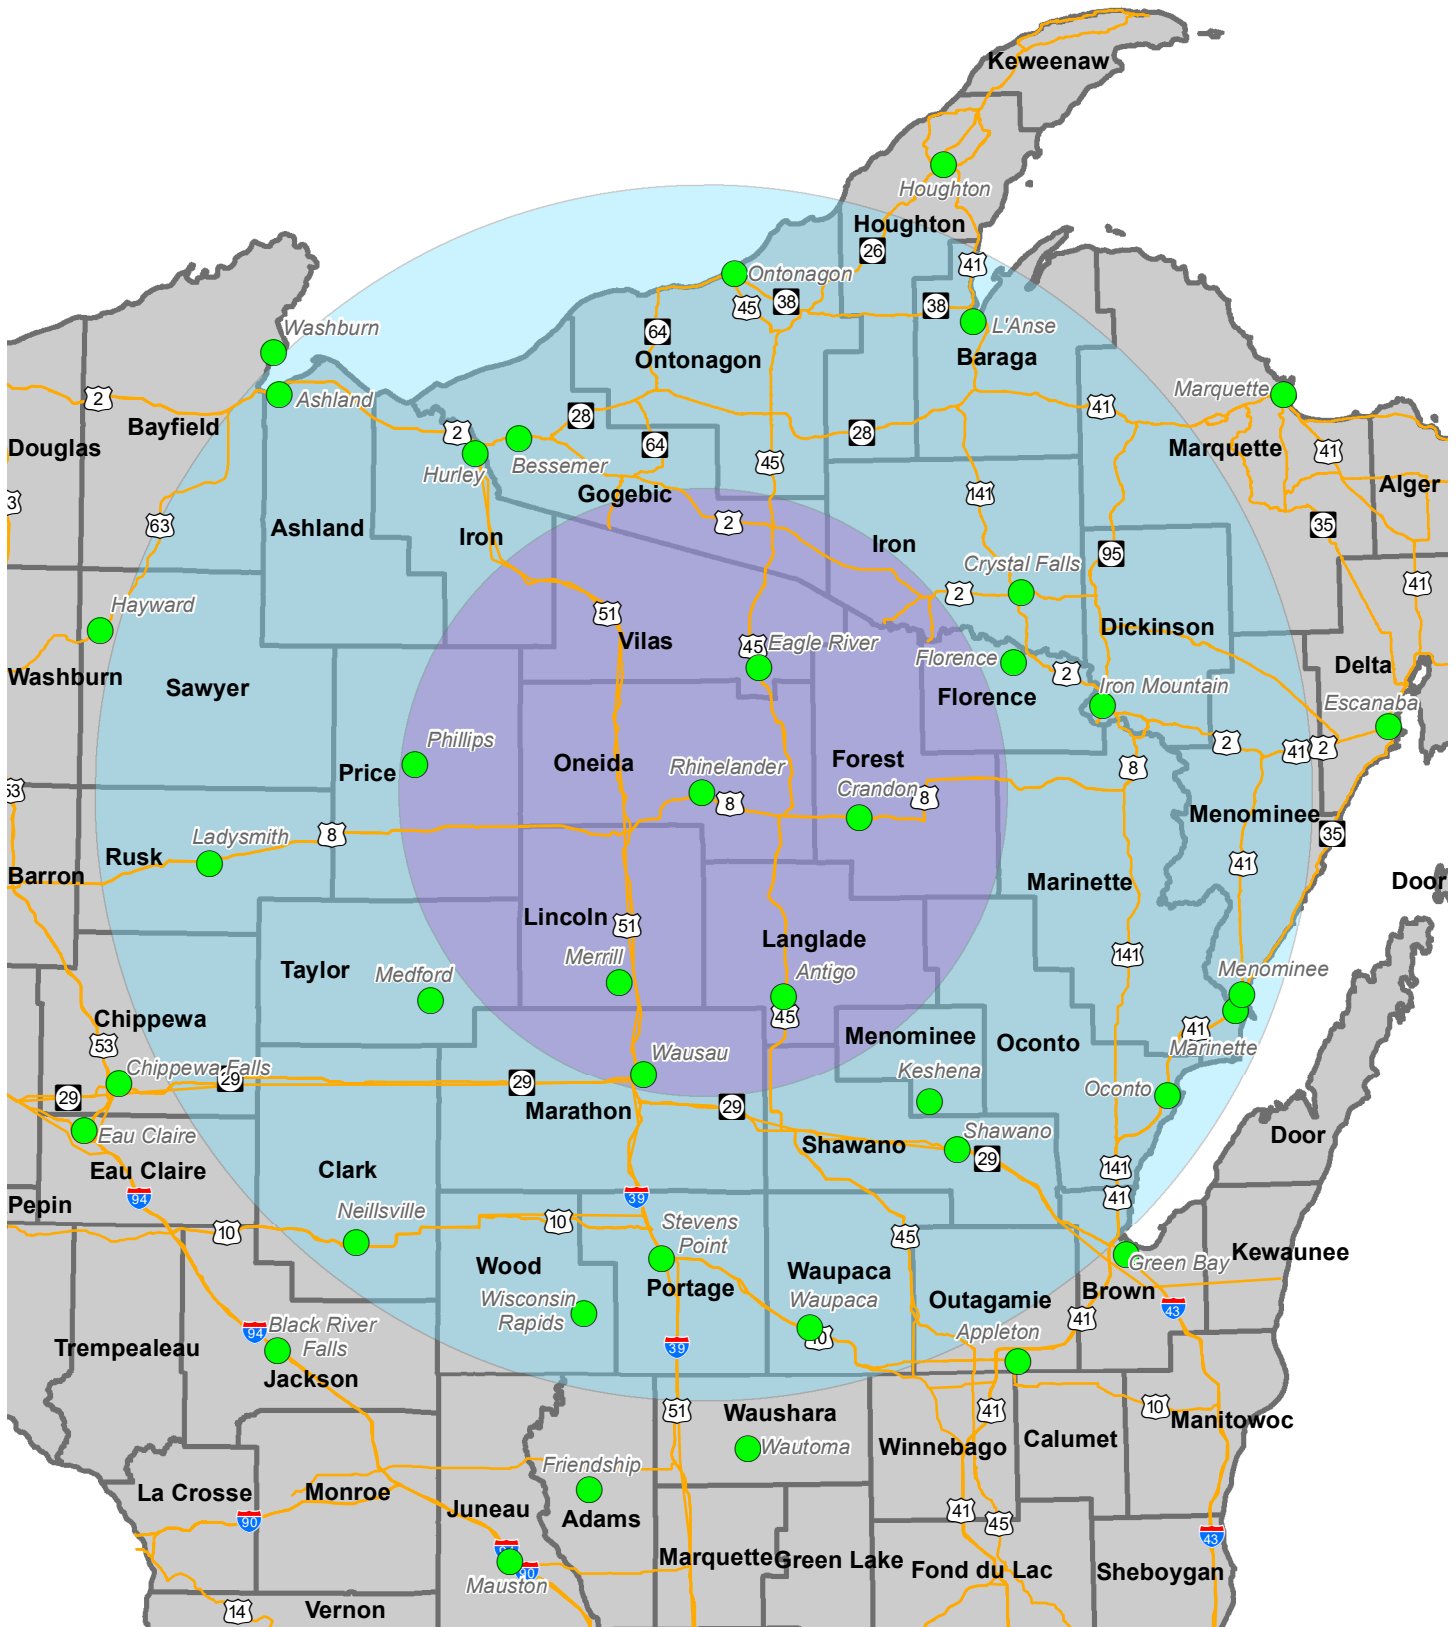 Keweenaw
Houghton
Houghton
26
41
Ontonagon
45
38
38
L'Anse
Baraga
64
Ontonagon
Washburn
Ashland
2
Bayfield
Douglas
2
Hurley
Bessemer
28
64
Gogebic
45
28
41
Marquette
Marquette
41
Alger
35
41
63
Ashland
Iron
2
141
Iron
95
Crystal Falls
2
Hayward
Washburn
Sawyer
51
Vilas
45
Eagle River
Florence
Florence
2
Dickinson
Iron Mountain
Delta
Escanaba
2
41
2
Phillips
Price
Oneida
Rhinelander
8
Forest
Crandon
8
8
Menominee
35
53
Ladysmith
8
Rusk
Barron
Marinette
41
Door
Lincoln
51
Langlade
141
Taylor
Medford
Merrill
Antigo
45
Menominee
Chippewa
53
Menominee
Oconto
41
Marinette
Wausau
Keshena
Oconto
Chippewa Falls
29
29
29
Marathon
29
Eau Claire
Eau Claire
Shawano
Shawano
29
Door
Clark
141
41
94
39
Pepin
10
Neillsville
10
Stevens
Point
45
Wood
Portage
Waupaca
Waupaca
10
Green Bay
Kewaunee
Brown
43
Outagamie
Appleton
41
Wisconsin
Rapids
39
94
Black River
Falls
Jackson
Trempealeau
51
Waushara
Wautoma
41
10
Manitowoc
Winnebago
Calumet
Friendship
Adams
La Crosse
Monroe
90
Juneau
41
45
43
Mauston
90
Marquette
Green Lake
Fond du Lac
Sheboygan
14
Vernon